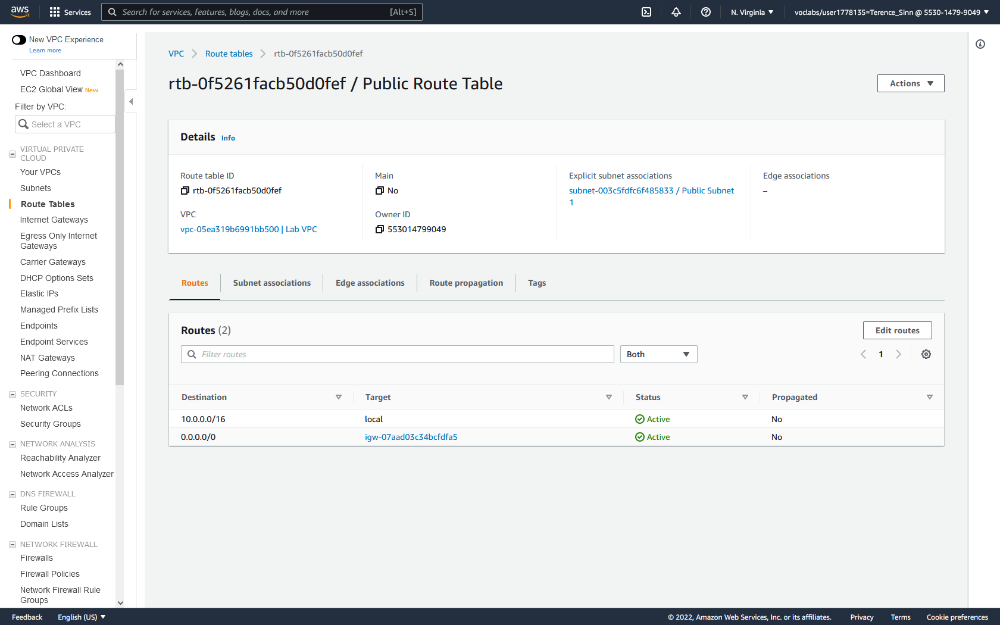 aws
Services
Search for services, features, blogs, docs, and more
[Alt+S]
N. Virginia
voclabs/user1778135=Terence_Sinn @ 5530-1479-9049
New VPC Experience
Learn more
VPC Dashboard
EC2 Global View New
Filter by VPC:
Select a VPC
VIRTUAL PRIVATE
CLOUD
Your VPCs
Subnets
Route Tables
Internet Gateways
Egress Only Internet
Gateways
Carrier Gateways
DHCP Options Sets
Elastic IPs
Managed Prefix Lists
Endpoints
Endpoint Services
NAT Gateways
Peering Connections
SECURITY
Network ACLs
Security Groups
NETWORK ANALYSIS
Reachability Analyzer
Network Access Analyzer
DNS FIREWALL
Rule Groups
Domain Lists
NETWORK FIREWALL
Firewalls
Firewall Policies
Network Firewall Rule
Groups
VPC
Route tables
rtb-0f5261facb50d0fef
rtb-0f5261facb50d0fef / Public Route Table
Actions
Details Info
Route table ID
rtb-0f5261facb50d0fef
VPC
vpc-05ea319b6991bb500 | Lab VPC
Main
No
Owner ID
553014799049
Explicit subnet associations
subnet-003c5fdfc6f485833 / Public Subnet
1
Edge associations
–
Routes
Subnet associations
Edge associations
Route propagation
Tags
Routes (2)
Edit routes
Filter routes
Both
1
Destination Target Status Propagated
10.0.0.0/16 local Active No
0.0.0.0/0 igw-07aad03c34bcfdfa5 Active No
Feedback
English (US)
© 2022, Amazon Web Services, Inc. or its affiliates.
Privacy
Terms
Cookie preferences